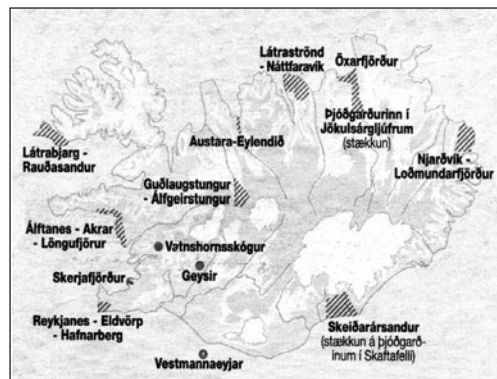 Látraströnd
- Náttfaravik
Öxarfjörður
Þjóðgarðurinn í
Jökulsárgljúfrum
(stækkun)
Austara-Eylendið
Njarðvík -
Loðmundarfjörður
Látrabjarg -
Rauðasandur
Guðlaugstungur
- Álfgeirstungur
Álftanes - Akrar
- Löngufjörur
Vatnshornsskógur
Skerjafjörður
Geysir
Reykjanes - Eldvörp
- Hafnarberg
Skeiðarársandur
(stækkun á þjóðgarð-
inum í Skaftafelli)
Vestmannaeyjar